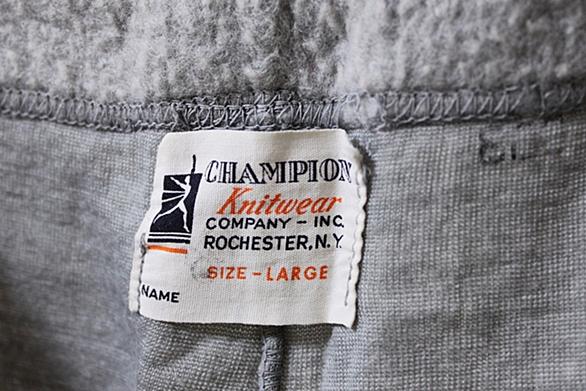 CHAMPION
Knitwear
COMPANY - INC.
ROCHESTER, N.Y.
SIZE - LARGE
NAME